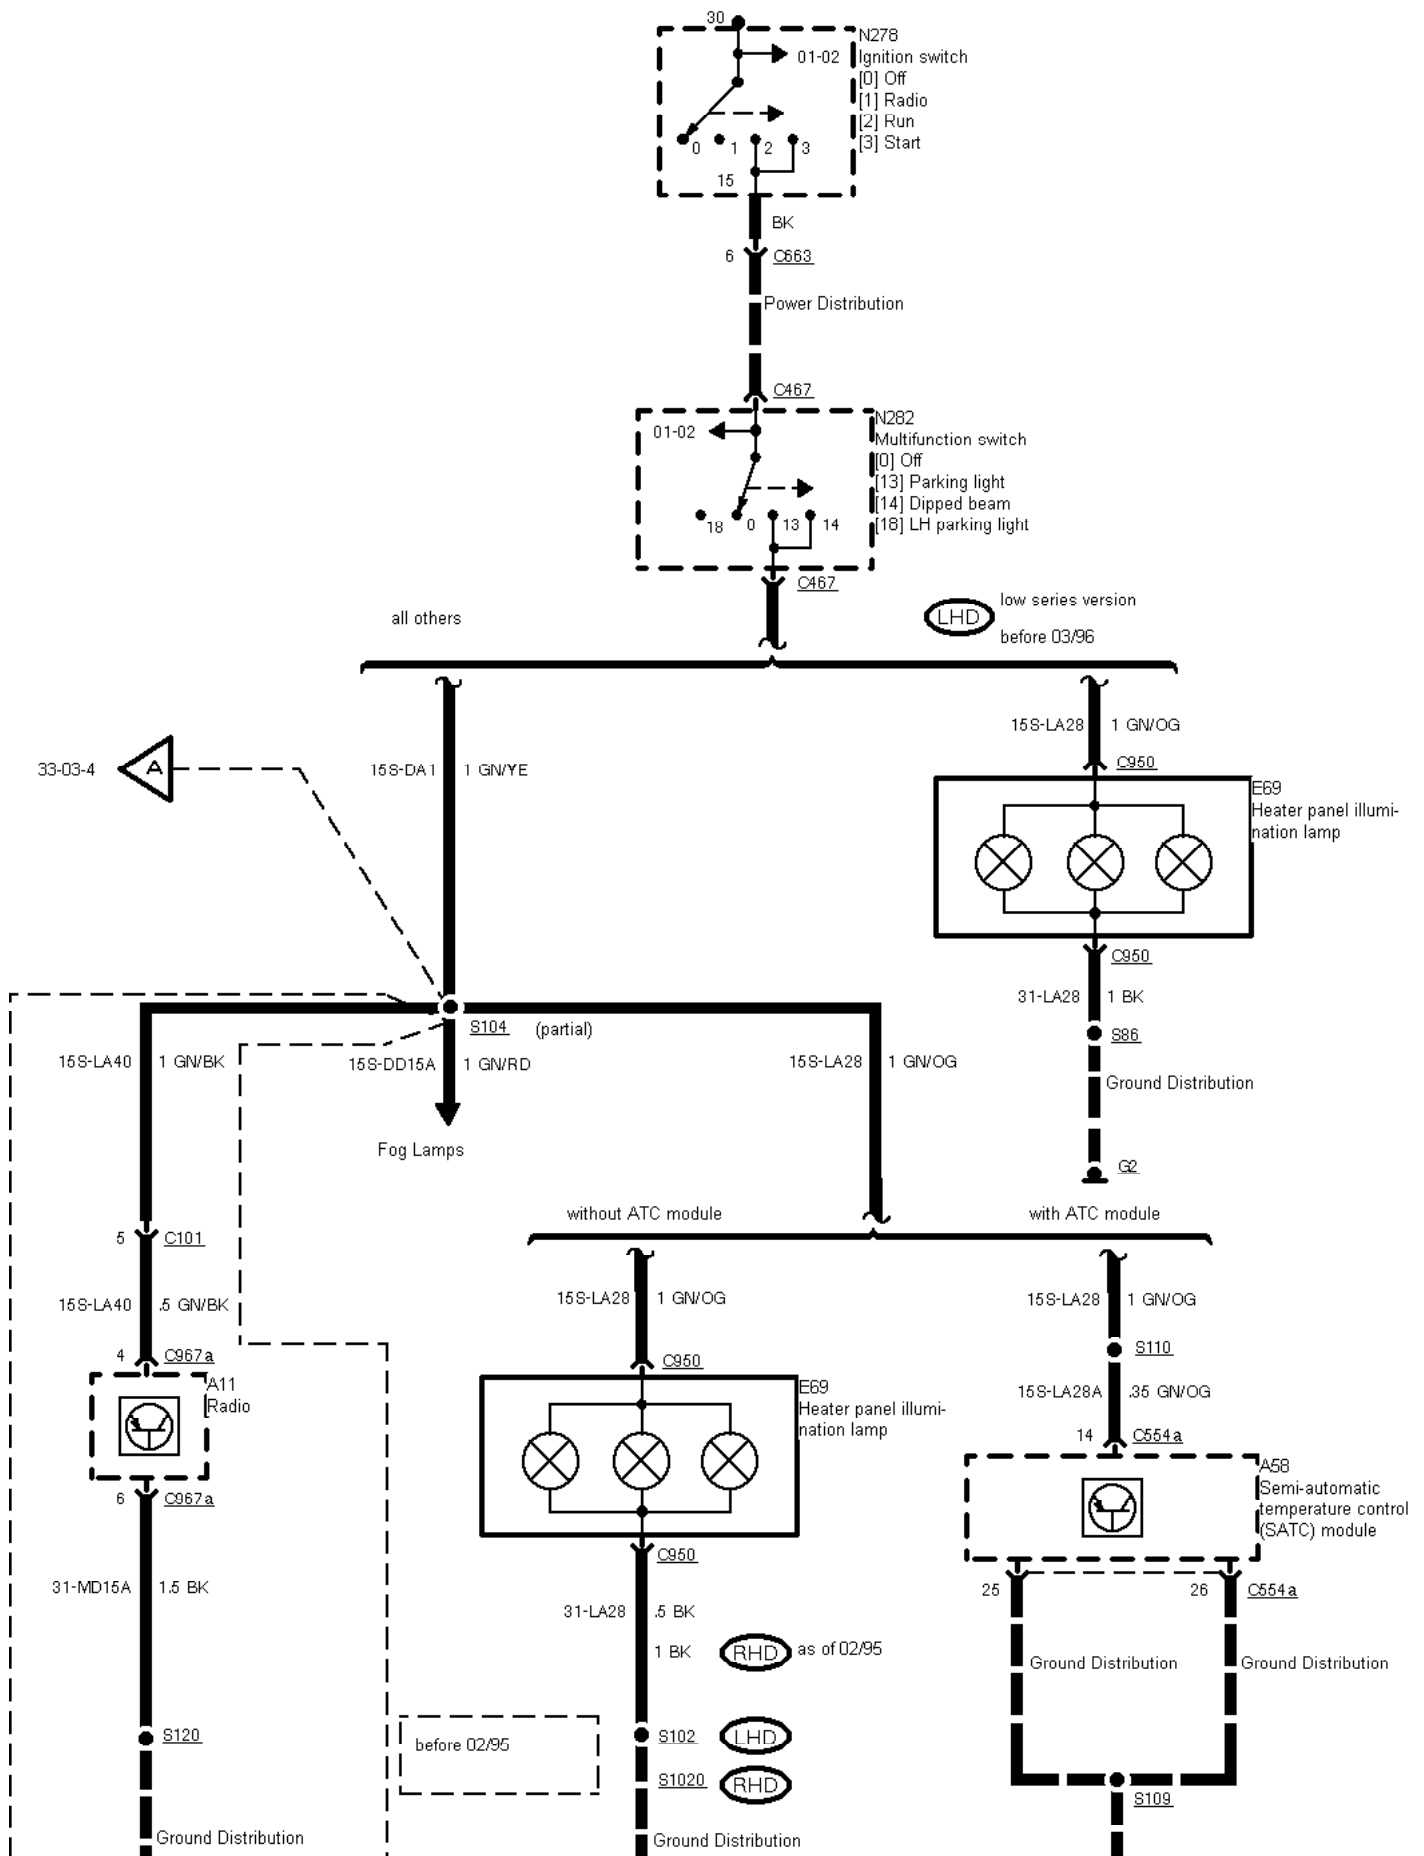 30
N278
Ignition switch
[0] Off
[1] Radio
[2] Run
[3] Start
01-02
0 1 2 3
15
BK
6 C663
Power Distribution
C467
N282
Multifunction switch
[0] Off
[13] Parking light
[14] Dipped beam
[18] LH parking light
01-02
18 0 13 14
C467
all others
LHD
low series version
before 03/96
15S-LA28 1 GN/OG
33-03-4
A
15S-DA1 1 GN/YE
C950
E69
Heater panel illumi-
nation lamp
C950
31-LA28 1 BK
S104 (partial)
S86
15S-LA40 1 GN/BK
15S-DD15A 1 GN/RD
15S-LA28 1 GN/OG
Ground Distribution
Fog Lamps
G2
without ATC module
with ATC module
5 C101
15S-LA28 1 GN/OG
15S-LA28 1 GN/OG
15S-LA40 .5 GN/BK
S110
4 C967a
C950
A11
Radio
E69
Heater panel illumi-
nation lamp
15S-LA28A .35 GN/OG
14 C554a
A58
Semi-automatic
temperature control
(SATC) module
6 C967a
C950
31-MD15A 1.5 BK
25
26 C554a
31-LA28 .5 BK
1 BK RHD as of 02/95
Ground Distribution
Ground Distribution
S120
before 02/95
S102 LHD
S1020 RHD
S109
Ground Distribution
Ground Distribution